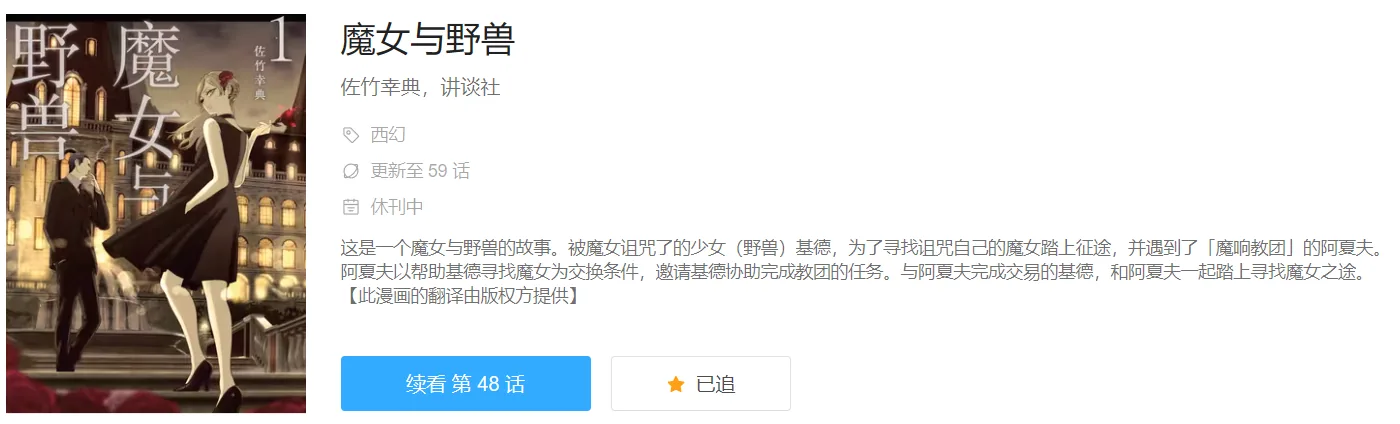 1
佐竹幸典
魔女与
野兽
魔女与野兽
佐竹幸典，讲谈社
西幻
更新至 59 话
休刊中
这是一个魔女与野兽的故事。被魔女诅咒了的少女（野兽）基德，为了寻找诅咒自己的魔女踏上征途，并遇到了「魔响教团」的阿夏夫。
阿夏夫以帮助基德寻找魔女为交换条件，邀请基德协助完成教团的任务。与阿夏夫完成交易的基德，和阿夏夫一起踏上寻找魔女之途。
【此漫画的翻译由版权方提供】
续看 第 48 话
已追